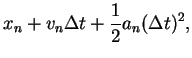 $x_n + v_n \Delta t + \frac{1}{2} a_n (\Delta t)^2,$